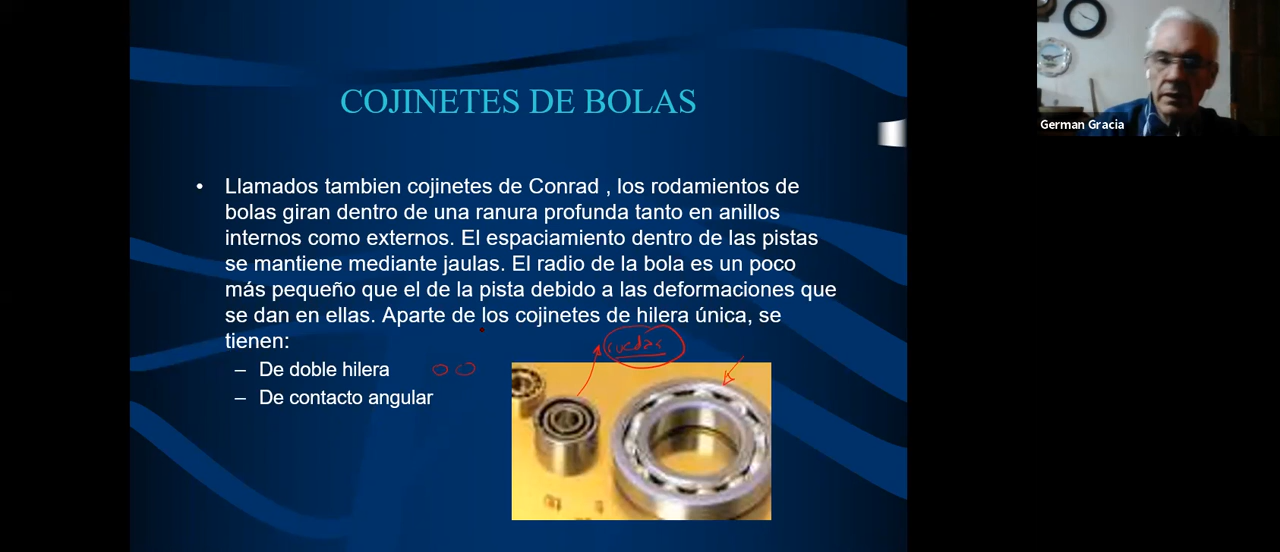 COJINETES DE BOLAS
• Llamados tambien cojinetes de Conrad , los rodamientos de
bolas giran dentro de una ranura profunda tanto en anillos
internos como externos. El espaciamiento dentro de las pistas
se mantiene mediante jaulas. El radio de la bola es un poco
más pequeño que el de la pista debido a las deformaciones que
se dan en ellas. Aparte de los cojinetes de hilera única, se
tienen:
– De doble hilera
– De contacto angular
ruedas
German Gracia